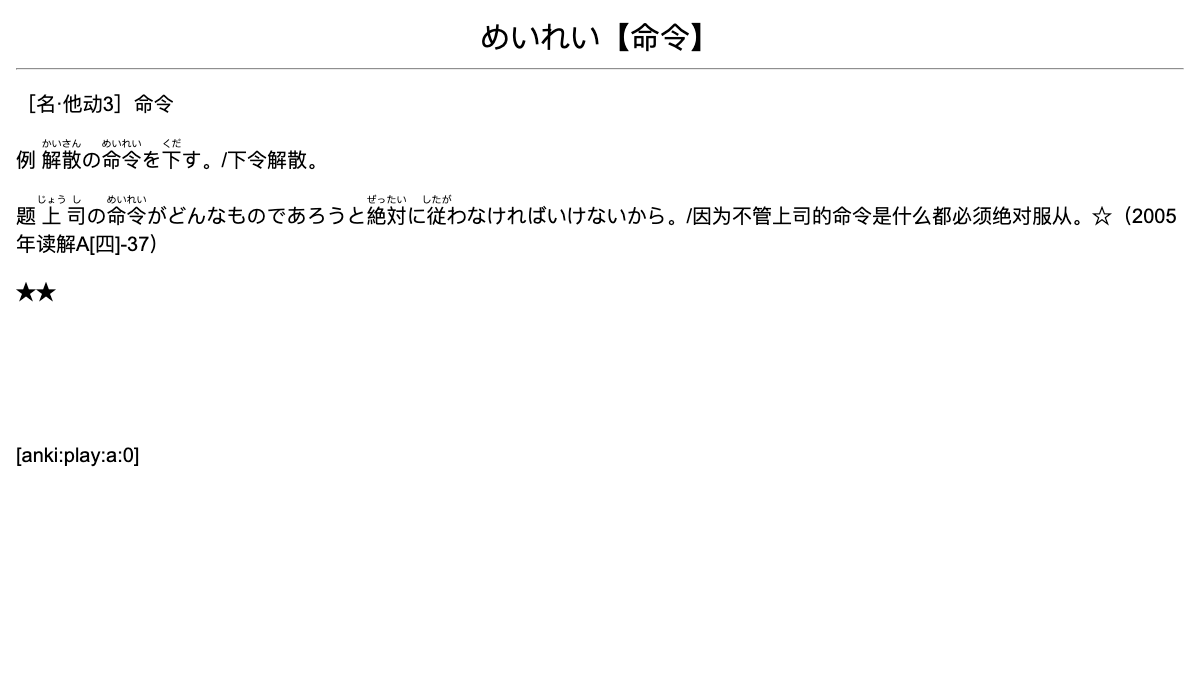 めいれい【命令】
［名·他动3］命令
かいさん めいれい くだ
例 解散の命令を下す。/下令解散。
じょう し めいれい ぜったい したが
题 上司の命令がどんなものであろうと絶対に従わなければいけないから。/因为不管上司的命令是什么都必须绝对服从。☆（2005
年读解A[四]-37）
★★
[anki:play:a:0]